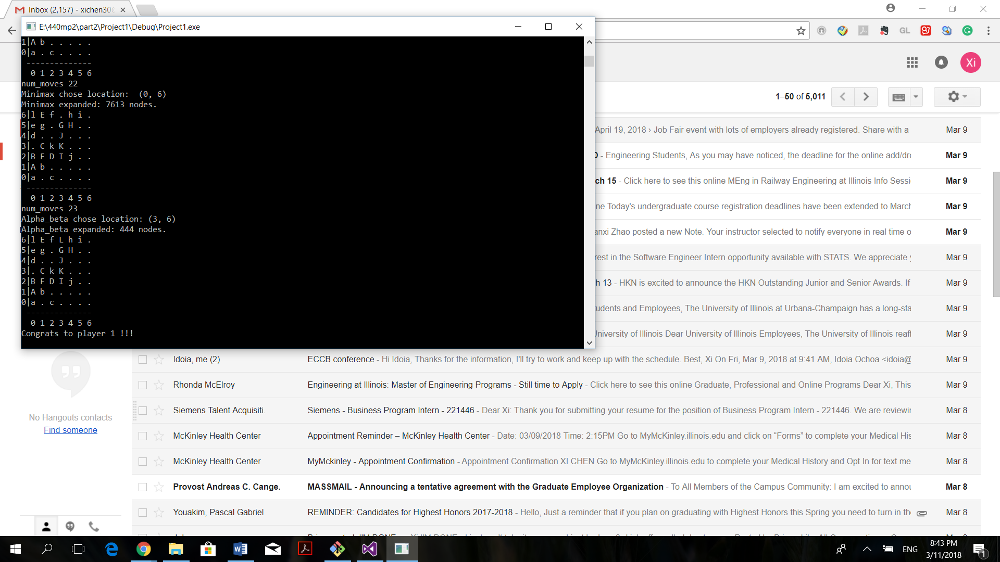 Inbox (2,157) - xichen30
E:\440mp2\part2\Project1\Debug\Project1.exe
1|A b . . . . .
0|a . c . . . .
--------------
0 1 2 3 4 5 6
num_moves 22
Minimax chose location:  (0, 6)
Minimax expanded: 7613 nodes.
6|l E f . h i .
5|e g . G H . .
4|d . . J . . .
3|. C k K . . .
2|B F D I j . .
1|A b . . . . .
0|a . c . . . .
--------------
0 1 2 3 4 5 6
num_moves 23
Alpha_beta chose location: (3, 6)
Alpha_beta expanded: 444 nodes.
6|l E f L h i .
5|e g . G H . .
4|d . . J . . .
3|. C k K . . .
2|B F D I j . .
1|A b . . . . .
0|a . c . . . .
--------------
0 1 2 3 4 5 6
Congrats to player 1 !!!
GL
Xi
1–50 of 5,011
April 19, 2018 › Job Fair event with lots of employers already registered. Share with a Mar 9
- Engineering Students, As you may have noticed, the deadline for the online add/dr Mar 9
ch 15 - Click here to see this online MEng in Railway Engineering at Illinois Info Sessi Mar 9
ne Today's undergraduate course registration deadlines have been extended to March Mar 9
anxi Zhao posted a new Note. Your instructor selected to notify everyone in real time o Mar 9
rest in the Software Engineer Intern opportunity available with STATS. We appreciate Mar 9
h 13 - HKN is excited to announce the HKN Outstanding Junior and Senior Awards. If Mar 9
udents and Employees, The University of Illinois at Urbana-Champaign has a long-sta Mar 9
University of Illinois Dear University of Illinois Employees, The University of Illinois reaf Mar 9
Idoia, me (2) ECCB conference - Hi Idoia, Thanks for the information, I'll try to work and keep up with the schedule. Best, Xi On Fri, Mar 9, 2018 at 9:41 AM, Idoia Ochoa <idoia@ Mar 9
Rhonda McElroy Engineering at Illinois: Master of Engineering Programs - Still time to Apply - Click here to see this online Graduate, Professional and Online Programs Dear Xi, This Mar 9
Siemens Talent Acquisiti. Siemens - Business Program Intern - 221446 - Dear Xi: Thank you for submitting your resume for the position of Business Program Intern - 221446. We are reviewi Mar 8
McKinley Health Center Appointment Reminder – McKinley Health Center - Date: 03/09/2018 Time: 2:15PM Go to MyMcKinley.illinois.edu and click on “Forms” to complete your Medical His Mar 8
McKinley Health Center MyMckinley - Appointment Confirmation - Appointment Confirmation XI CHEN Go to MyMcKinley.illinois.edu to complete your Medical History and Opt In for text me Mar 8
Provost Andreas C. Cange. MASSMAIL - Announcing a tentative agreement with the Graduate Employee Organization - To All Members of the Campus Community: I am excited to annou Mar 8
Youakim, Pascal Gabriel REMINDER: Candidates for Highest Honors 2017-2018 - Hello, Just a reminder that if you plan on graduating with Highest Honors this Spring you need to turn in the Mar 8
No Hangouts contacts
Find someone
ENG
8:43 PM
3/11/2018
1